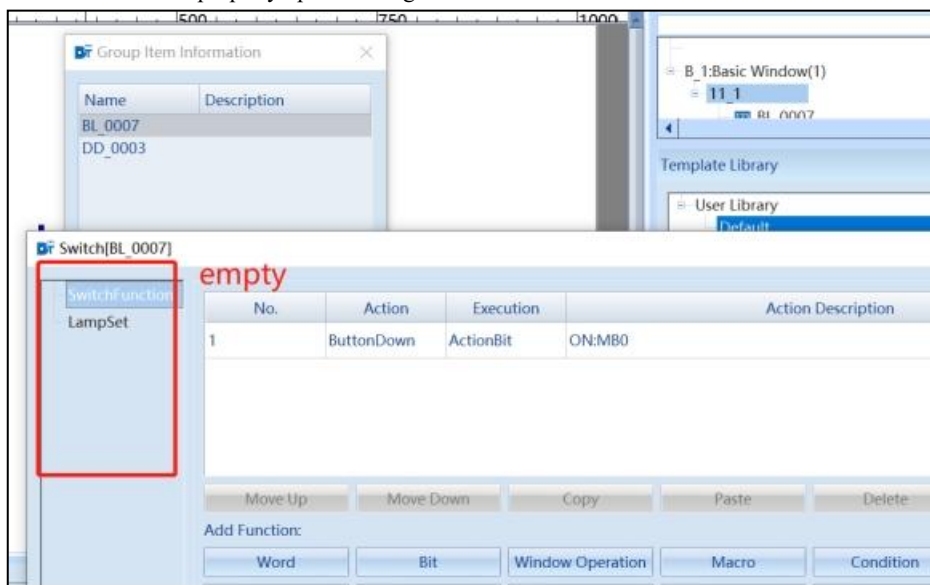 500 750 1000
Group Item Information
Name Description
BL_0007
DD_0003
B_1:Basic Window(1)
11_1
BL_0007
Template Library
User Library
Default
Switch[BL_0007]
empty
SwitchFunction
LampSet
No. Action Execution Action Description
1 ButtonDown ActionBit ON:MB0
Move Up Move Down Copy Paste Delete
Add Function:
Word Bit Window Operation Macro Condition